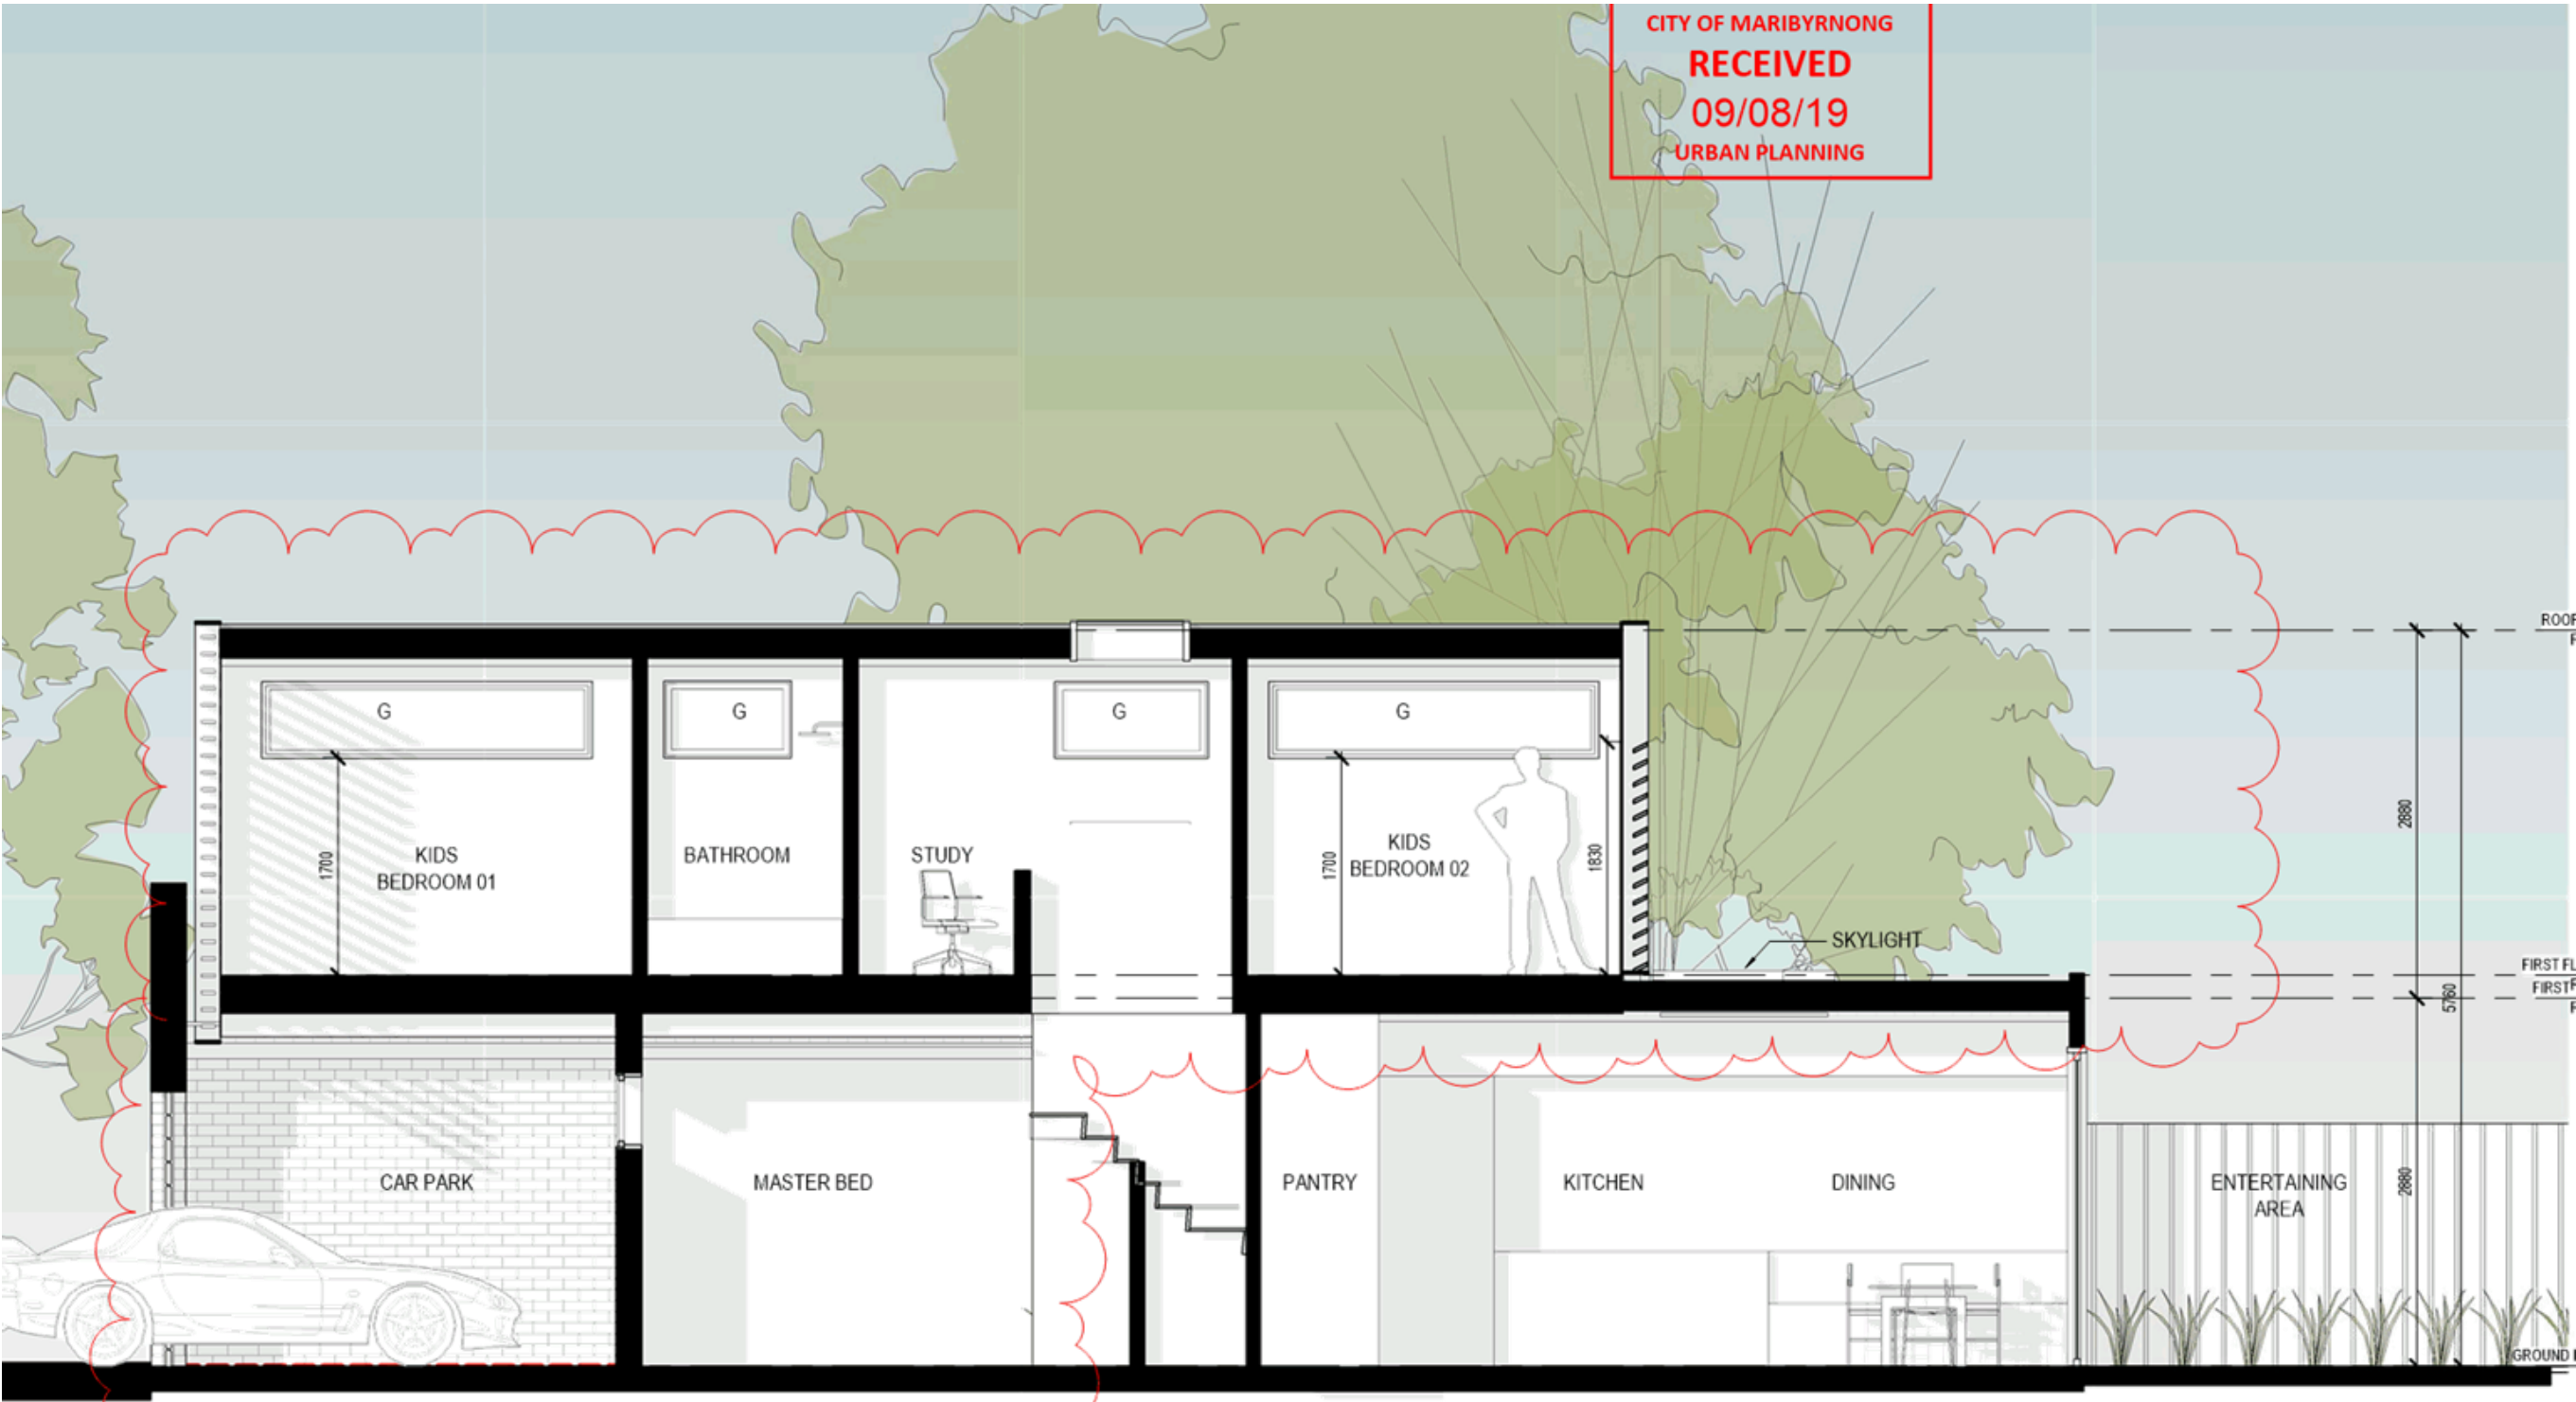 CITY OF MARIBYRNONG
RECEIVED
09/08/19
URBAN PLANNING
ROOF
G
G
G
G
2880
KIDS
BEDROOM 01
1700
BATHROOM
STUDY
KIDS
BEDROOM 02
1700
1830
SKYLIGHT
FIRST FL
FIRST
5760
CAR PARK
MASTER BED
PANTRY
KITCHEN
DINING
ENTERTAINING
AREA
2880
GROUND